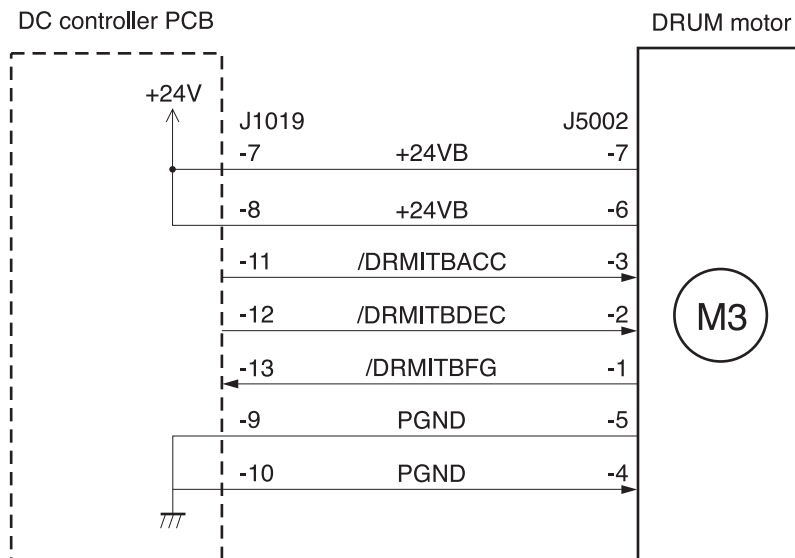 DC controller PCB DRUM motor
+24V
J1019 J5002
-7 +24VB -7
-8 +24VB -6
-11 /DRMITBACC -3
-12 /DRMITBDEC -2
M3
-13 /DRMITBFG -1
-9 PGND -5
-10 PGND -4